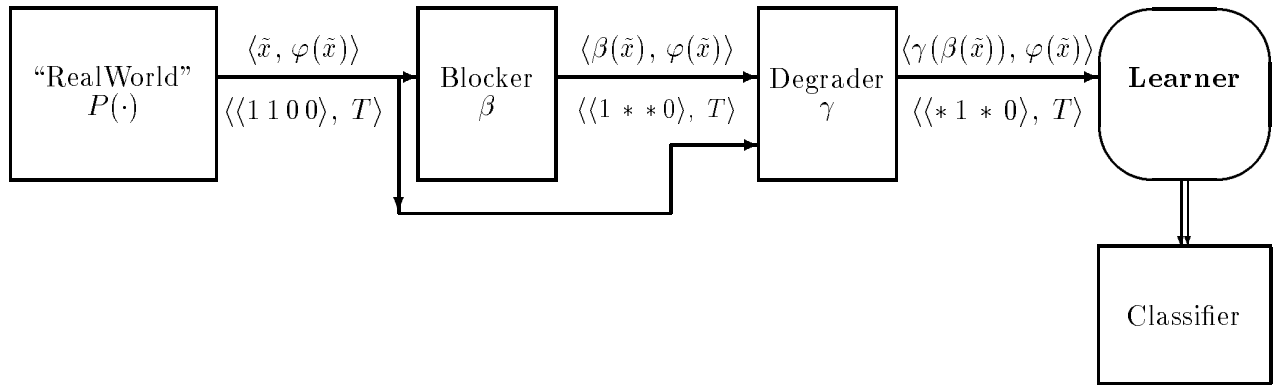 “RealWorld”
P(·)
⟨x̃, φ(x̃)⟩
⟨⟨1 1 0 0⟩, T⟩
Blocker
β
⟨β(x̃), φ(x̃)⟩
⟨⟨1 * * 0⟩, T⟩
Degrader
γ
⟨γ(β(x̃)), φ(x̃)⟩
⟨⟨* 1 * 0⟩, T⟩
Learner
Classifier